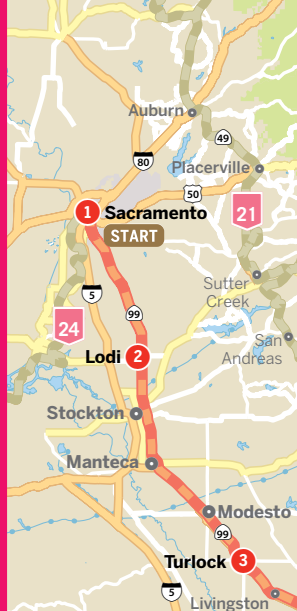 Auburn
49
80
Placerville
50
1 Sacramento
START
21
5
Sutter
Creek
99
24
San
Andreas
Lodi 2
Stockton
Manteca
Modesto
99
Turlock 3
5
Livingston